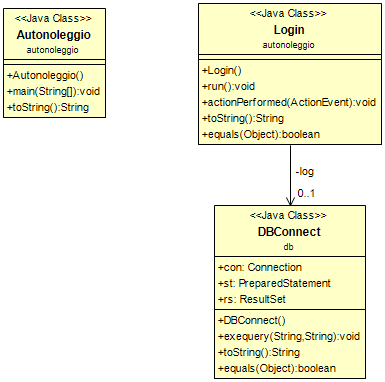 <<Java Class>>
Autonoleggio
autonoleggio
+Autonoleggio()
+main(String[]):void
+toString():String
<<Java Class>>
Login
autonoleggio
+Login()
+run():void
+actionPerformed(ActionEvent):void
+toString():String
+equals(Object):boolean
-log
0..1
<<Java Class>>
DBConnect
db
+con: Connection
+st: PreparedStatement
+rs: ResultSet
+DBConnect()
+exequery(String,String):void
+toString():String
+equals(Object):boolean